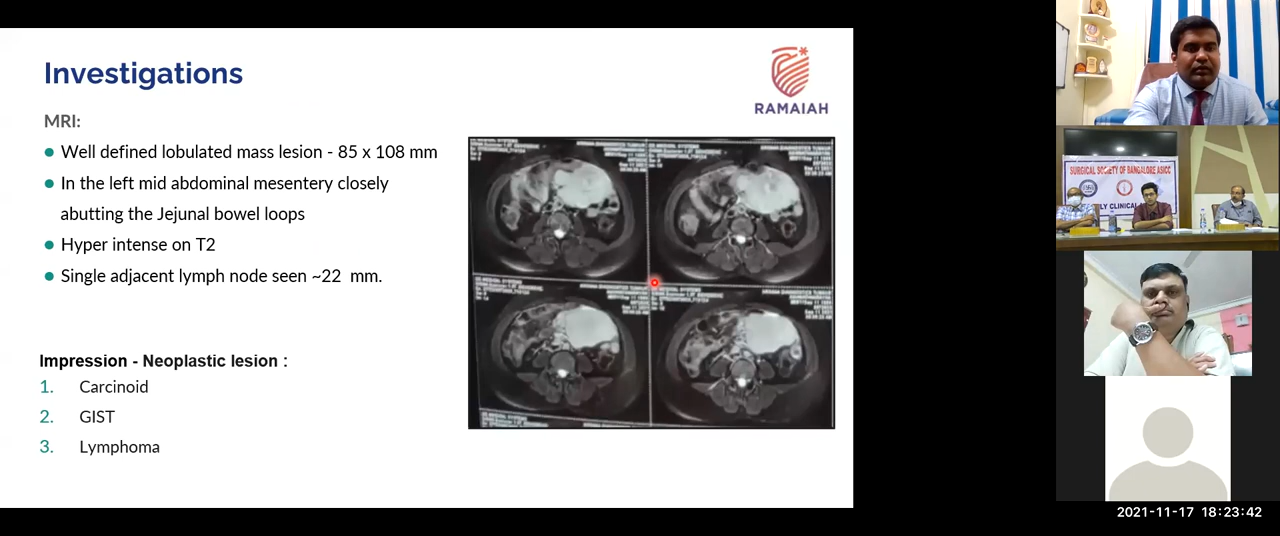 Investigations
RAMAIAH
MRI:
Well defined lobulated mass lesion - 85 x 108 mm
In the left mid abdominal mesentery closely
abutting the Jejunal bowel loops
Hyper intense on T2
Single adjacent lymph node seen ~22 mm.
Impression - Neoplastic lesion :
1. Carcinoid
2. GIST
3. Lymphoma
SURGICAL SOCIETY OF BANGALORE ASICC
LY CLINICAL
2021-11-17 18:23:42